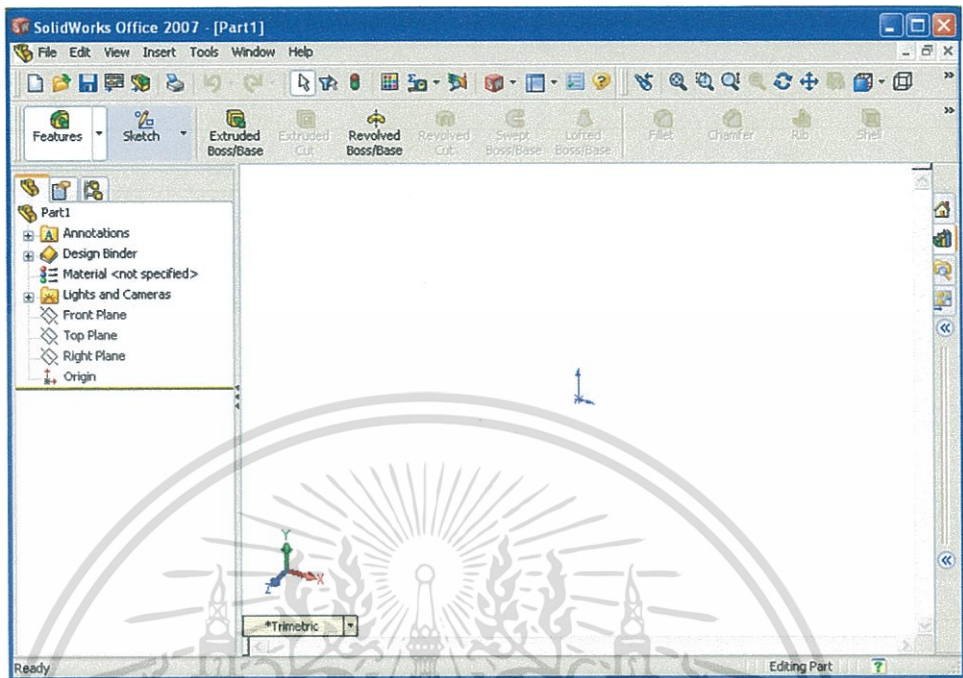 SolidWorks Office 2007 - [Part1]
File Edit View Insert Tools Window Help
Features Sketch Extruded Boss/Base Extruded Cut Revolved Boss/Base Revolved Cut Swept Boss/Base Lofted Boss/Base Fillet Chamfer Rib Shell
Part1
Annotations
Design Binder
Material <not specified>
Lights and Cameras
Front Plane
Top Plane
Right Plane
Origin
Y
X
Z
*Trimetric
Ready Editing Part